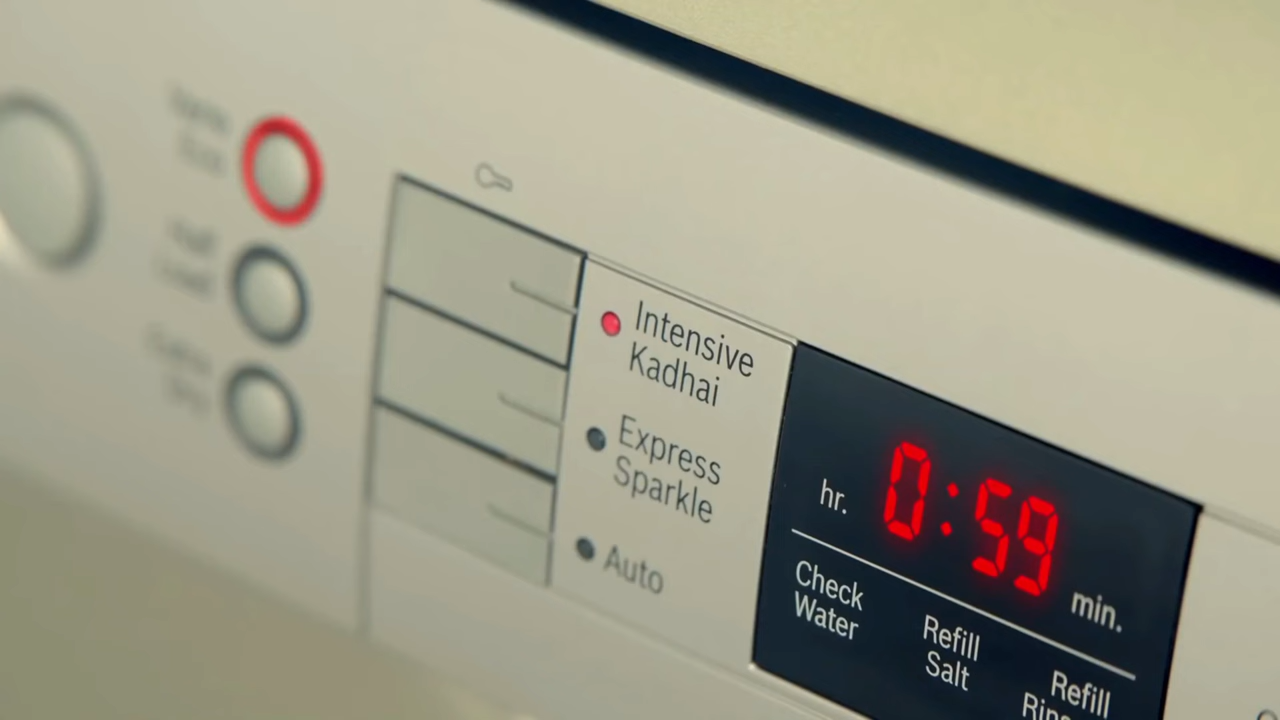 Intensive
Kadhai
Express
Sparkle
Auto
hr. 0:59 min.
Check
Water
Refill
Salt
Refill